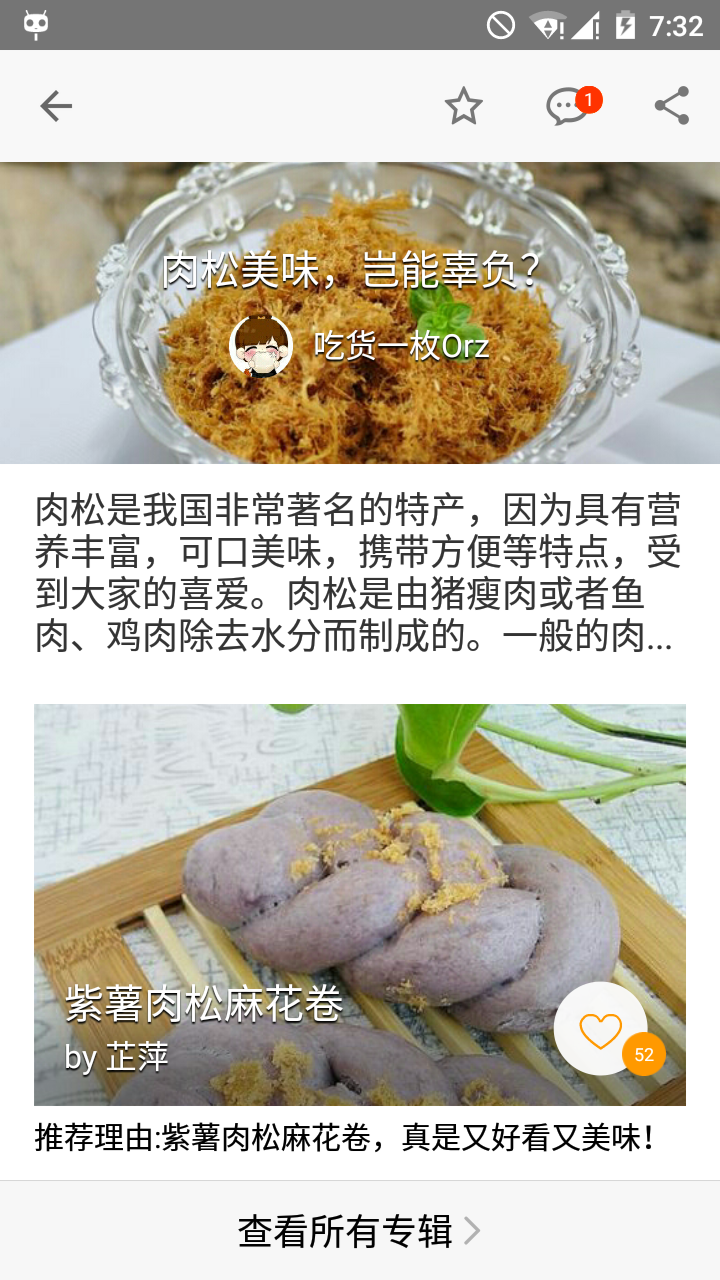 7:32
1
肉松美味，岂能辜负？
吃货一枚Orz
肉松是我国非常著名的特产，因为具有营
养丰富，可口美味，携带方便等特点，受
到大家的喜爱。肉松是由猪瘦肉或者鱼
肉、鸡肉除去水分而制成的。一般的肉...
紫薯肉松麻花卷
by 芷萍
52
推荐理由:紫薯肉松麻花卷，真是又好看又美味！
查看所有专辑